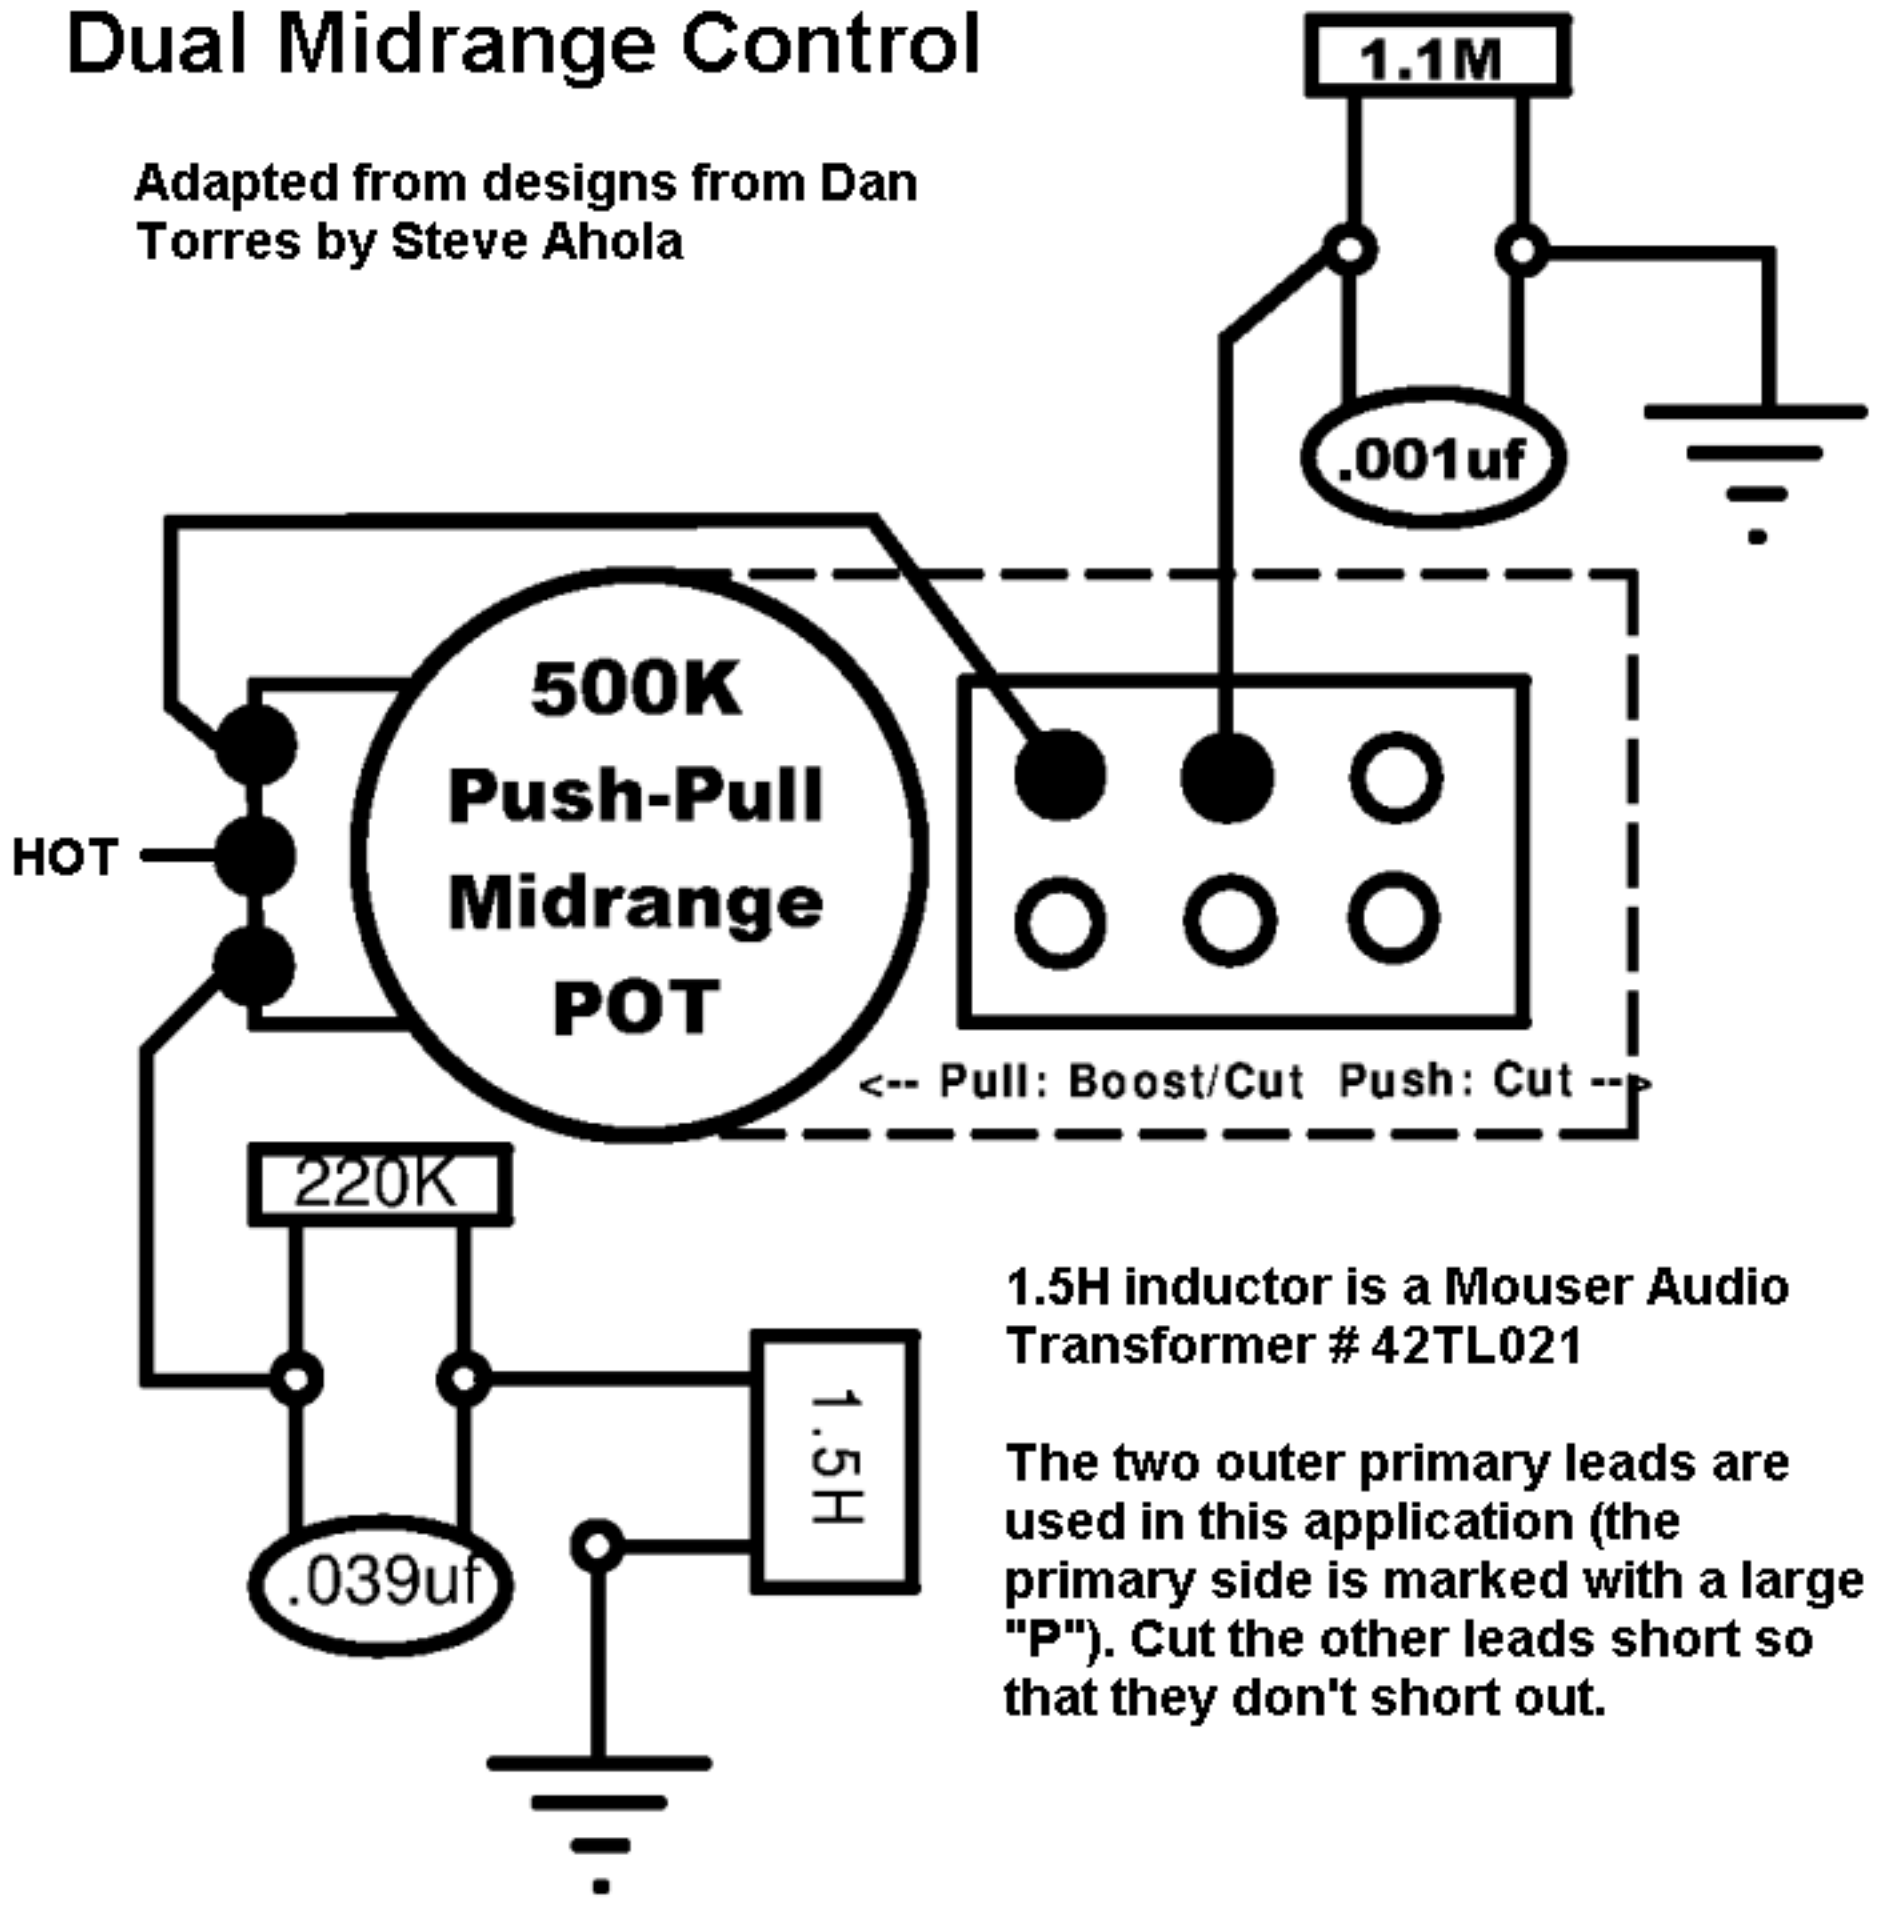 Dual Midrange Control
1.1M
Adapted from designs from Dan
Torres by Steve Ahola
.001uf
500K
Push-Pull
Midrange
POT
HOT
<-- Pull: Boost/Cut Push: Cut -->
220K
.039uf
1.5H
1.5H inductor is a Mouser Audio
Transformer # 42TL021
The two outer primary leads are
used in this application (the
primary side is marked with a large
"P"). Cut the other leads short so
that they don't short out.